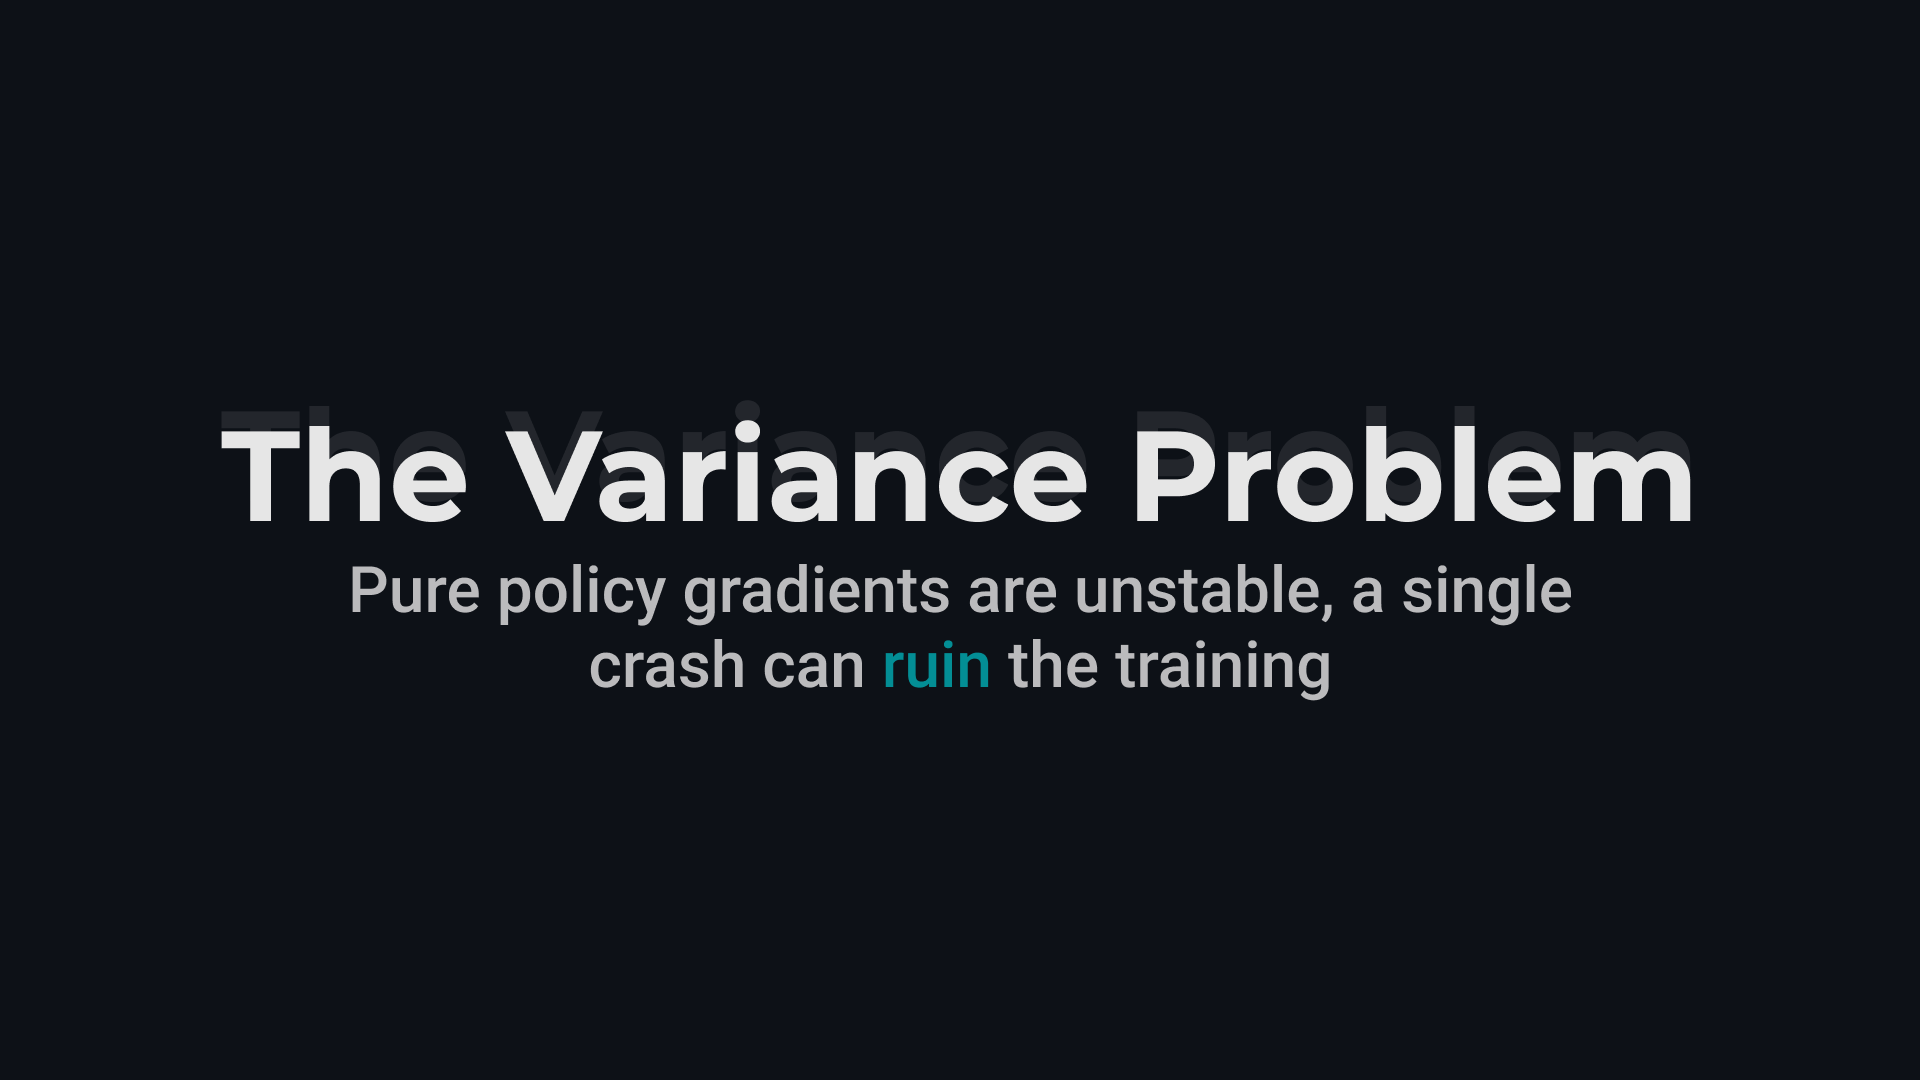 The Variance Problem
Pure policy gradients are unstable, a single
crash can ruin the training